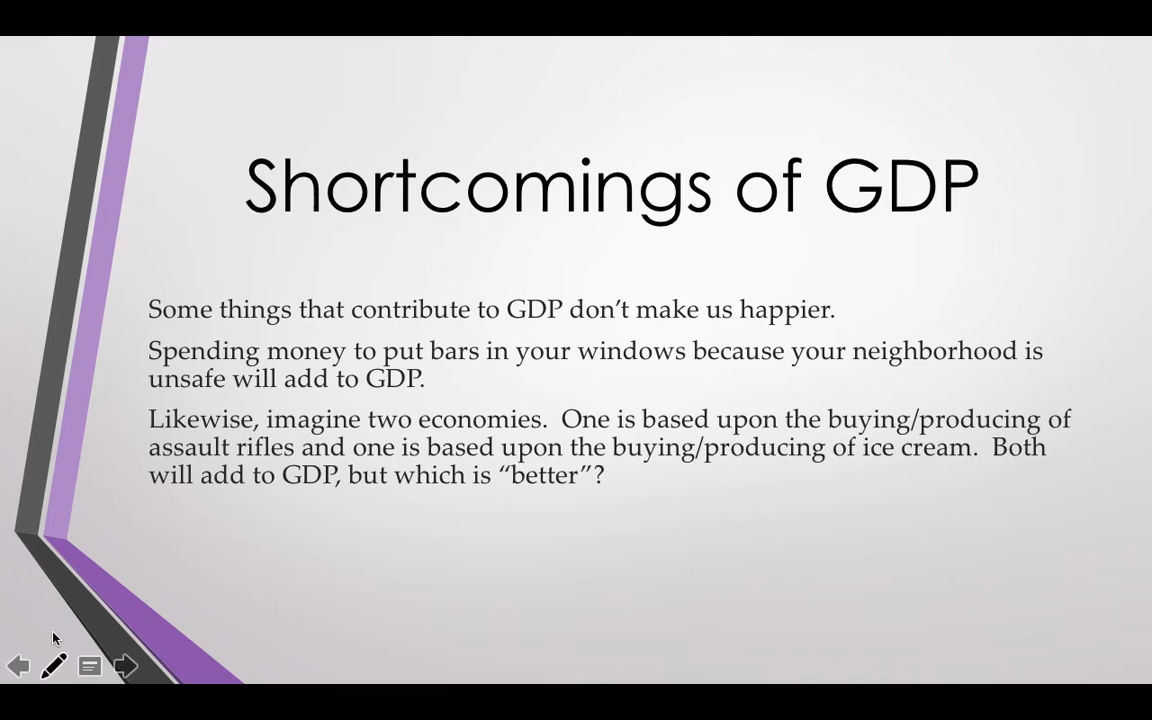 Shortcomings of GDP
Some things that contribute to GDP don’t make us happier.
Spending money to put bars in your windows because your neighborhood is
unsafe will add to GDP.
Likewise, imagine two economies.  One is based upon the buying/producing of
assault rifles and one is based upon the buying/producing of ice cream.  Both
will add to GDP, but which is “better”?